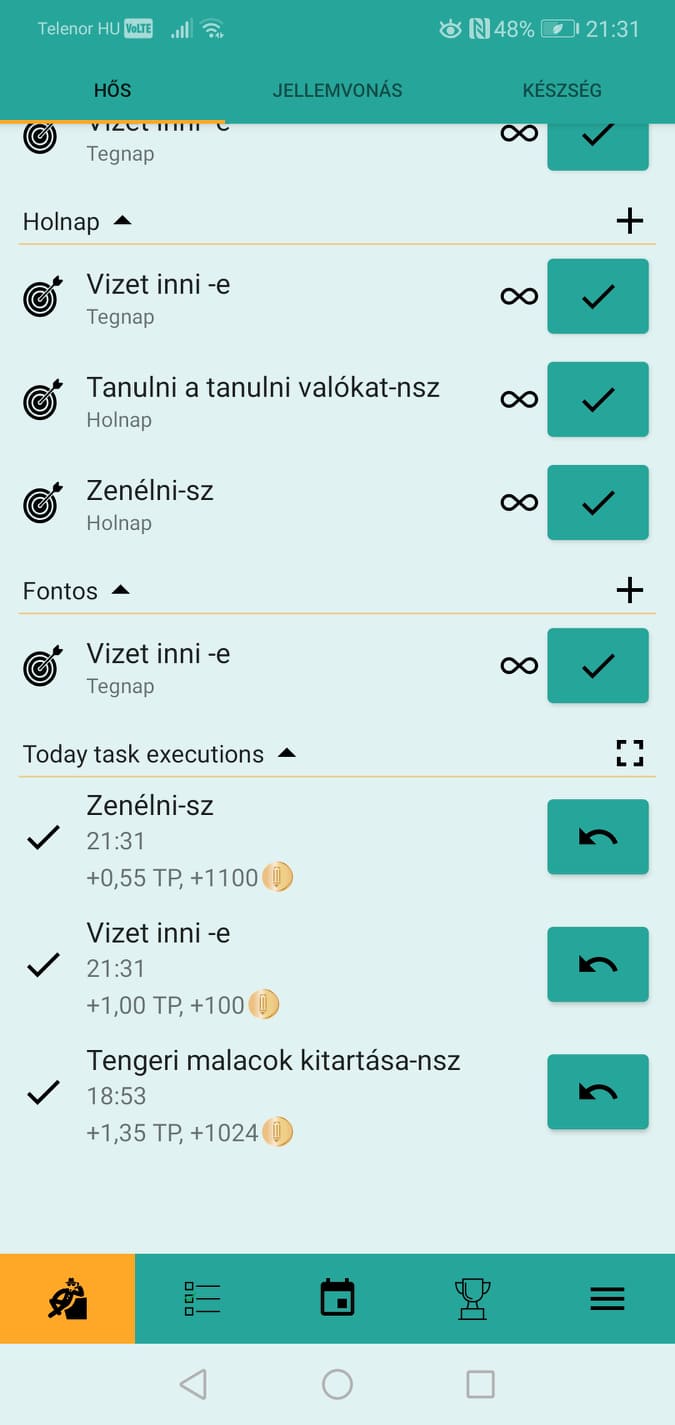 Telenor HU VoLTE 48% 21:31
HŐS JELLEMVONÁS KÉSZSÉG
Vizet inni -e
Tegnap
Holnap
Vizet inni -e
Tegnap
Tanulni a tanulni valókat-nsz
Holnap
Zenélni-sz
Holnap
Fontos
Vizet inni -e
Tegnap
Today task executions
Zenélni-sz
21:31
+0,55 TP, +1100
Vizet inni -e
21:31
+1,00 TP, +100
Tengeri malacok kitartása-nsz
18:53
+1,35 TP, +1024